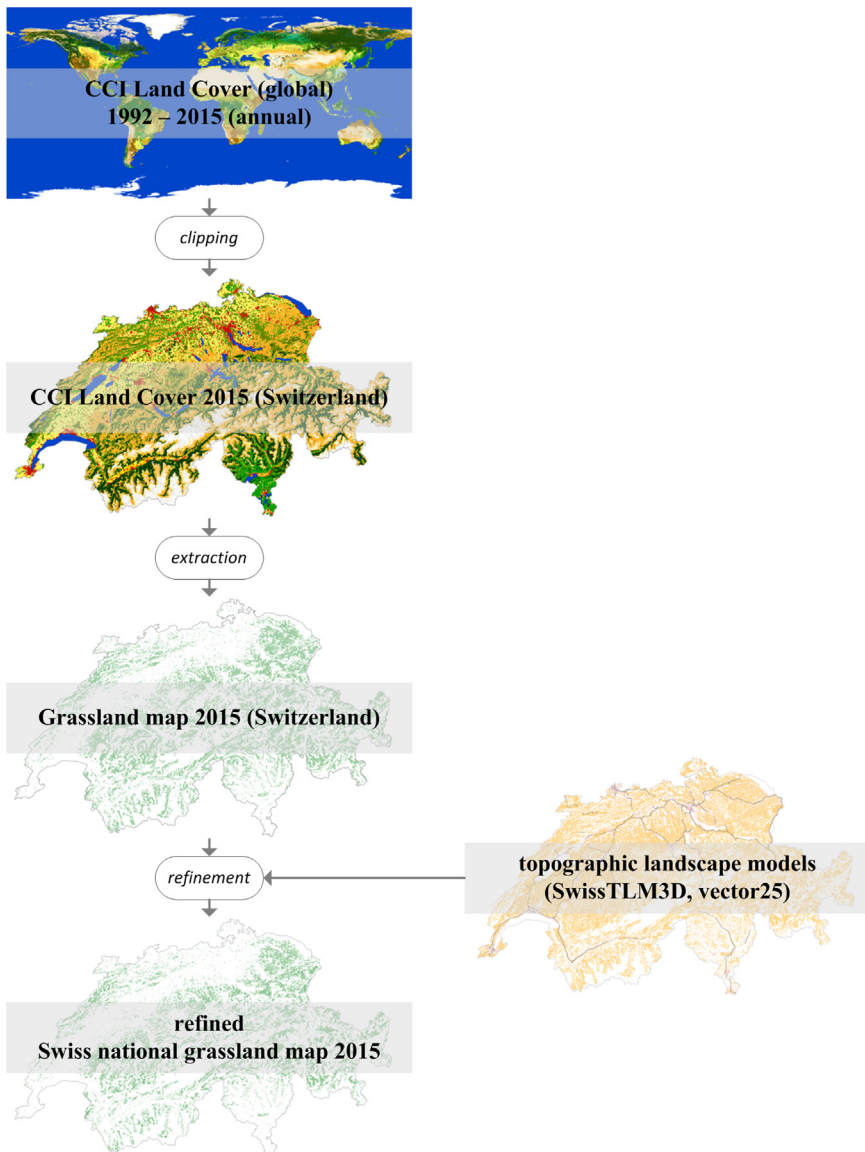 CCI Land Cover (global)
1992 – 2015 (annual)
clipping
CCI Land Cover 2015 (Switzerland)
extraction
Grassland map 2015 (Switzerland)
refinement
topographic landscape models
(SwissTLM3D, vector25)
refined
Swiss national grassland map 2015